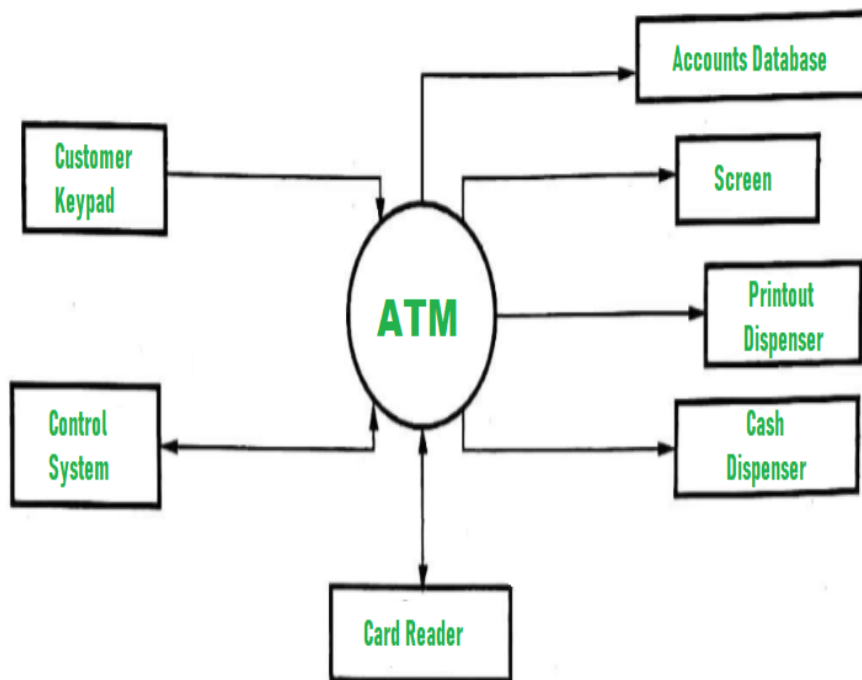 Accounts Database
Customer
Keypad
Screen
ATM
Printout
Dispenser
Control
System
Cash
Dispenser
Card Reader